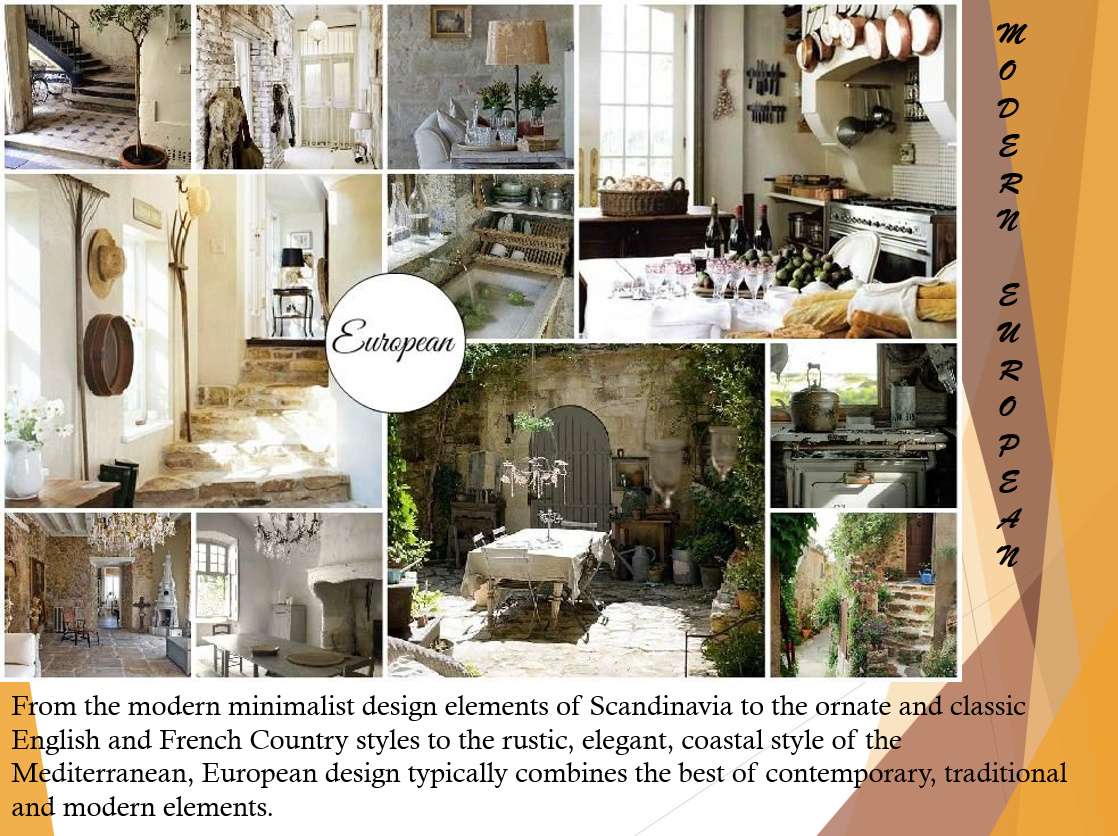 European
MODERN EUROPEAN
From the modern minimalist design elements of Scandinavia to the ornate and classic
English and French Country styles to the rustic, elegant, coastal style of the
Mediterranean, European design typically combines the best of contemporary, traditional
and modern elements.